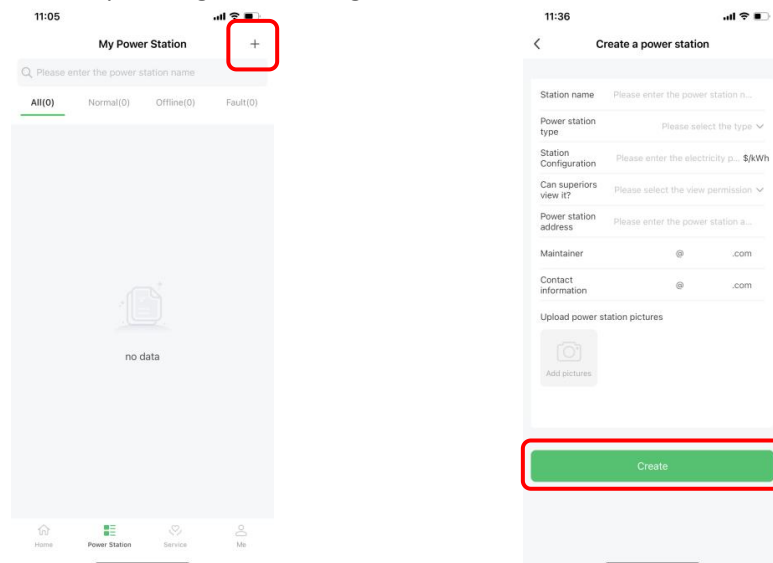 11:05
My Power Station
+
Please enter the power station name
All(0) Normal(0) Offline(0) Fault(0)
no data
Home Power Station Service Me
11:36
Create a power station
Station name Please enter the power station n...
Power station type Please select the type
Station Configuration Please enter the electricity p... $/kWh
Can superiors view it? Please select the view permission
Power station address Please enter the power station a...
Maintainer @ .com
Contact information @ .com
Upload power station pictures
Add pictures
Create